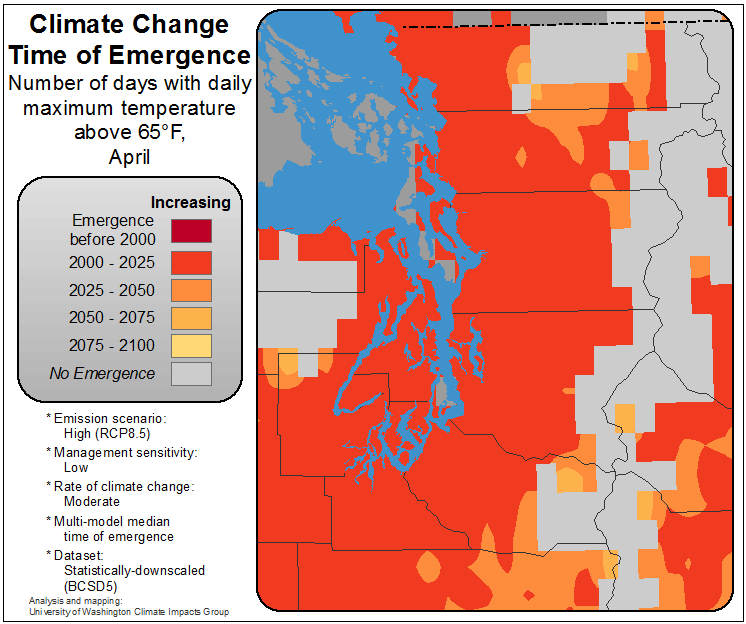 Climate Change
Time of Emergence
Number of days with daily
maximum temperature
above 65°F,
April
Increasing
Emergence
before 2000
2000 - 2025
2025 - 2050
2050 - 2075
2075 - 2100
No Emergence
* Emission scenario:
High (RCP8.5)
* Management sensitivity:
Low
* Rate of climate change:
Moderate
* Multi-model median
time of emergence
* Dataset:
Statistically-downscaled
(BCSD5)
Analysis and mapping:
University of Washington Climate Impacts Group